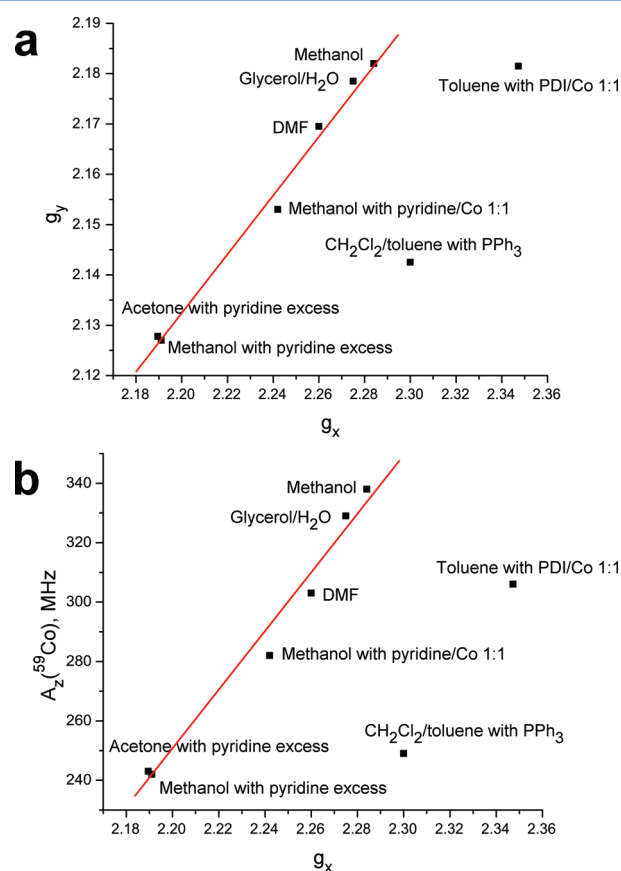 a
2.19
2.18
2.17
2.16
2.15
2.14
2.13
2.12
g_y
Methanol
Glycerol/H₂O
Toluene with PDI/Co 1:1
DMF
Methanol with pyridine/Co 1:1
CH₂Cl₂/toluene with PPh₃
Acetone with pyridine excess
Methanol with pyridine excess
2.18 2.20 2.22 2.24 2.26 2.28 2.30 2.32 2.34 2.36
gₓ
b
340
320
300
280
260
240
A_z(⁵⁹Co), MHz
Methanol
Glycerol/H₂O
Toluene with PDI/Co 1:1
DMF
Methanol with pyridine/Co 1:1
CH₂Cl₂/toluene with PPh₃
Acetone with pyridine excess
Methanol with pyridine excess
2.18 2.20 2.22 2.24 2.26 2.28 2.30 2.32 2.34 2.36
gₓ